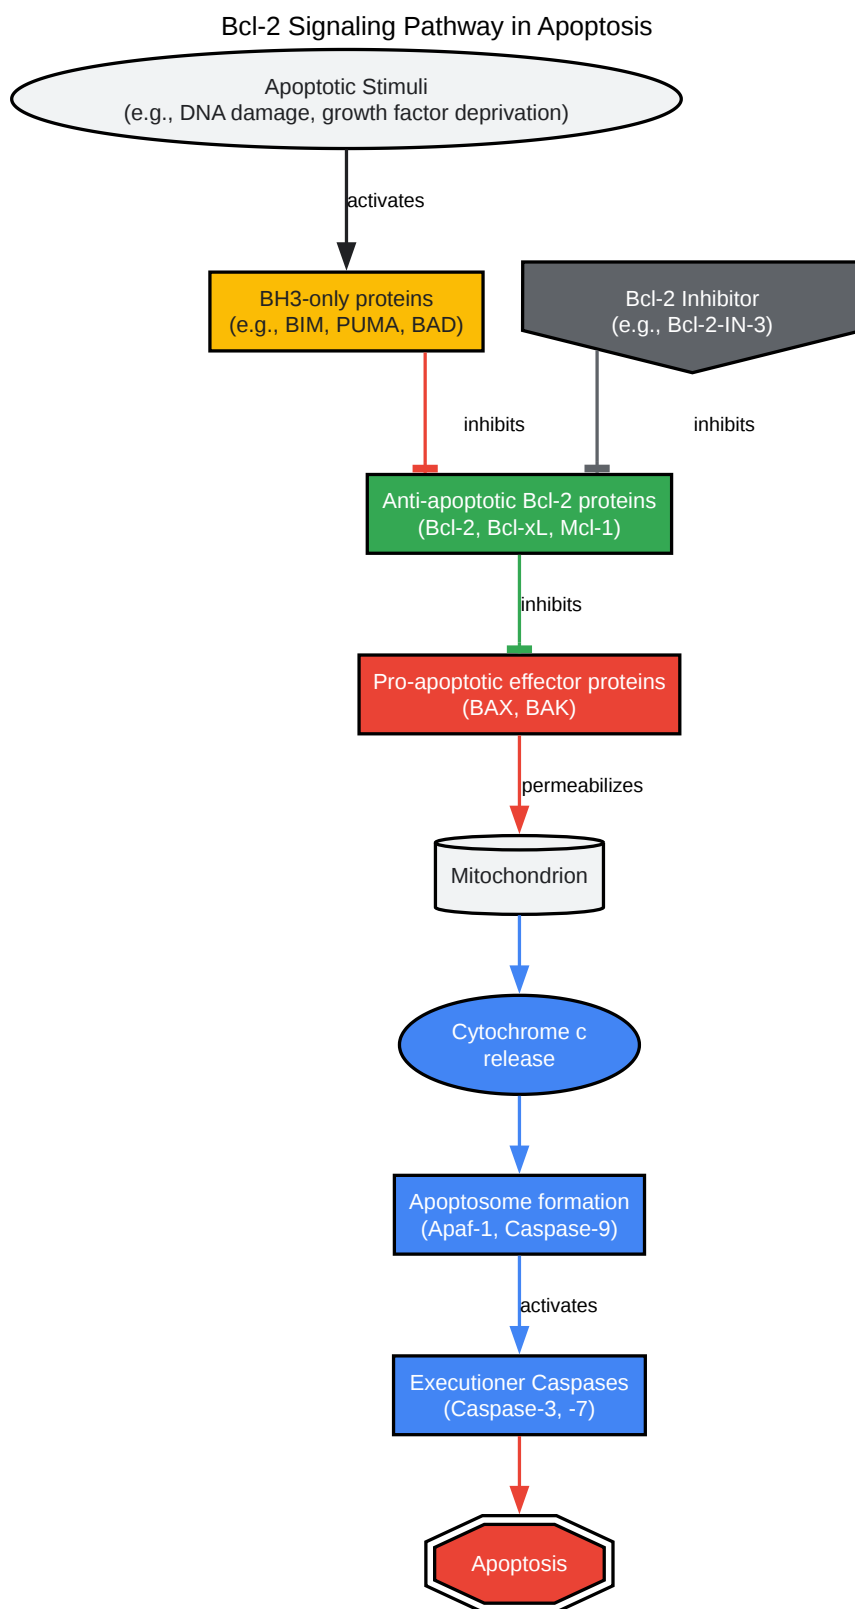 Bcl-2 Signaling Pathway in Apoptosis
Apoptotic Stimuli
(e.g., DNA damage, growth factor deprivation)
activates
BH3-only proteins
(e.g., BIM, PUMA, BAD)
Bcl-2 Inhibitor
(e.g., Bcl-2-IN-3)
inhibits
inhibits
Anti-apoptotic Bcl-2 proteins
(Bcl-2, Bcl-xL, Mcl-1)
inhibits
Pro-apoptotic effector proteins
(BAX, BAK)
permeabilizes
Mitochondrion
Cytochrome c
release
Apoptosome formation
(Apaf-1, Caspase-9)
activates
Executioner Caspases
(Caspase-3, -7)
Apoptosis